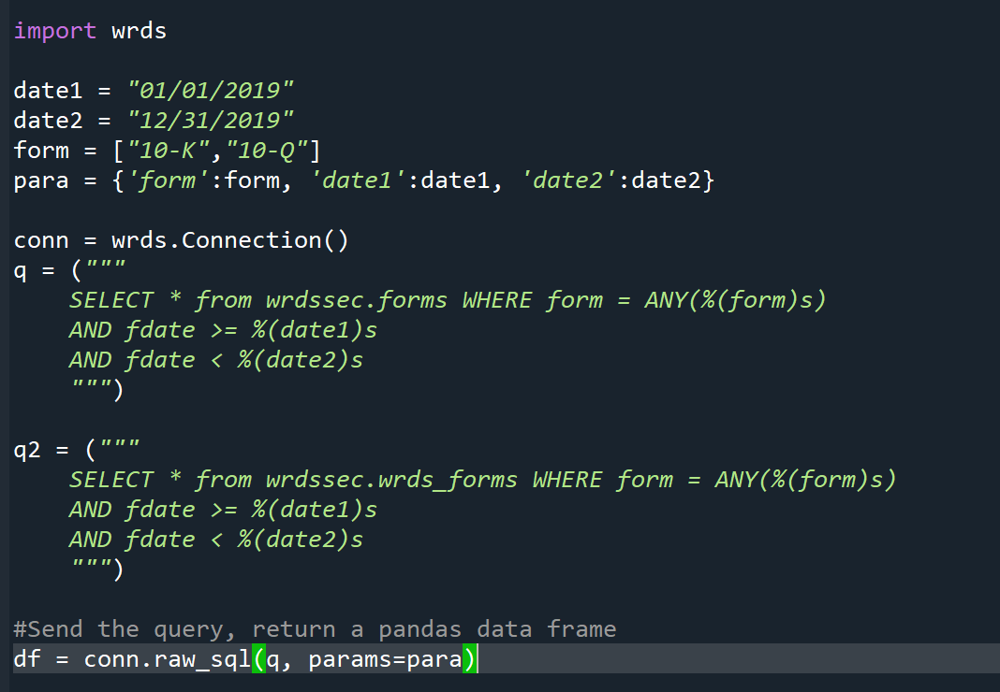 import wrds
date1 = "01/01/2019"
date2 = "12/31/2019"
form = ["10-K","10-Q"]
para = {'form':form, 'date1':date1, 'date2':date2}
conn = wrds.Connection()
q = ("""
    SELECT * from wrdssec.forms WHERE form = ANY(%(form)s)
    AND fdate >= %(date1)s
    AND fdate < %(date2)s
    """)
q2 = ("""
    SELECT * from wrdssec.wrds_forms WHERE form = ANY(%(form)s)
    AND fdate >= %(date1)s
    AND fdate < %(date2)s
    """)
#Send the query, return a pandas data frame
df = conn.raw_sql(q, params=para)